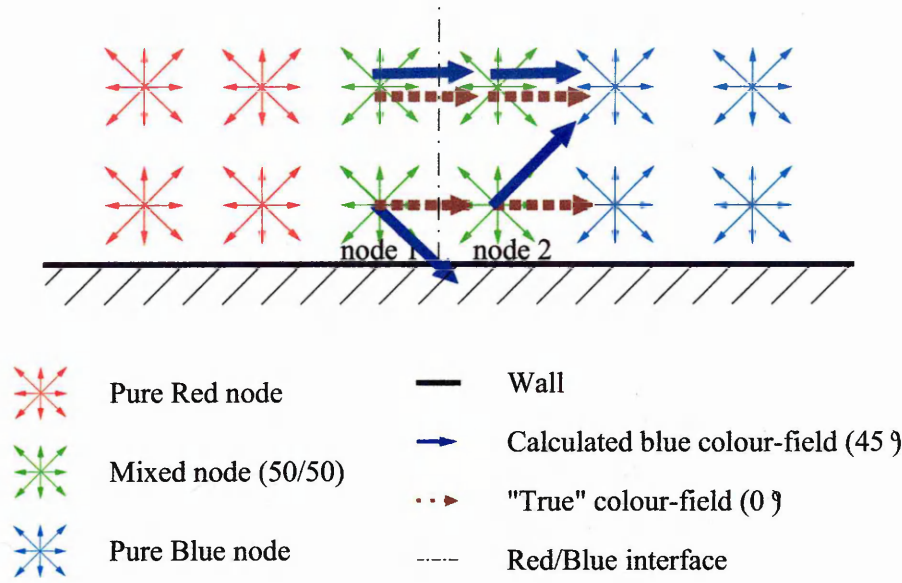 node 1 node 2
Pure Red node
Mixed node (50/50)
Pure Blue node
Wall
Calculated blue colour-field (45°)
"True" colour-field (0°)
Red/Blue interface